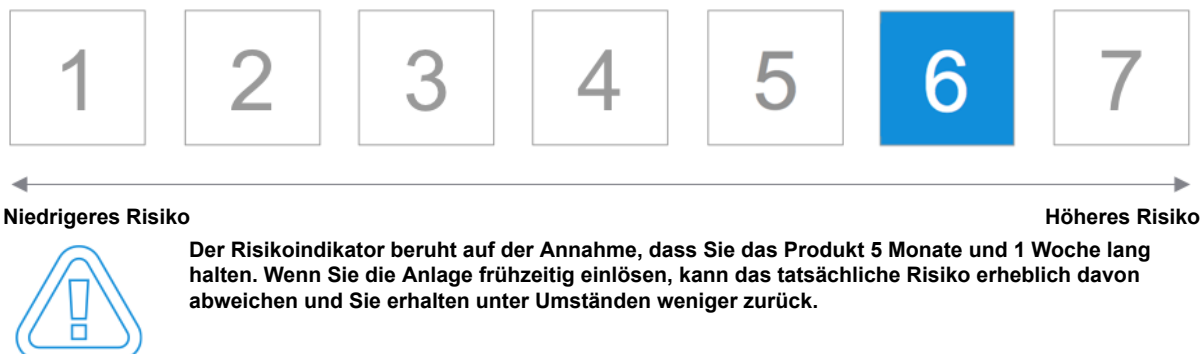 1 2 3 4 5 6 7
Niedrigeres Risiko Höheres Risiko
Der Risikoindikator beruht auf der Annahme, dass Sie das Produkt 5 Monate und 1 Woche lang
halten. Wenn Sie die Anlage frühzeitig einlösen, kann das tatsächliche Risiko erheblich davon
abweichen und Sie erhalten unter Umständen weniger zurück.